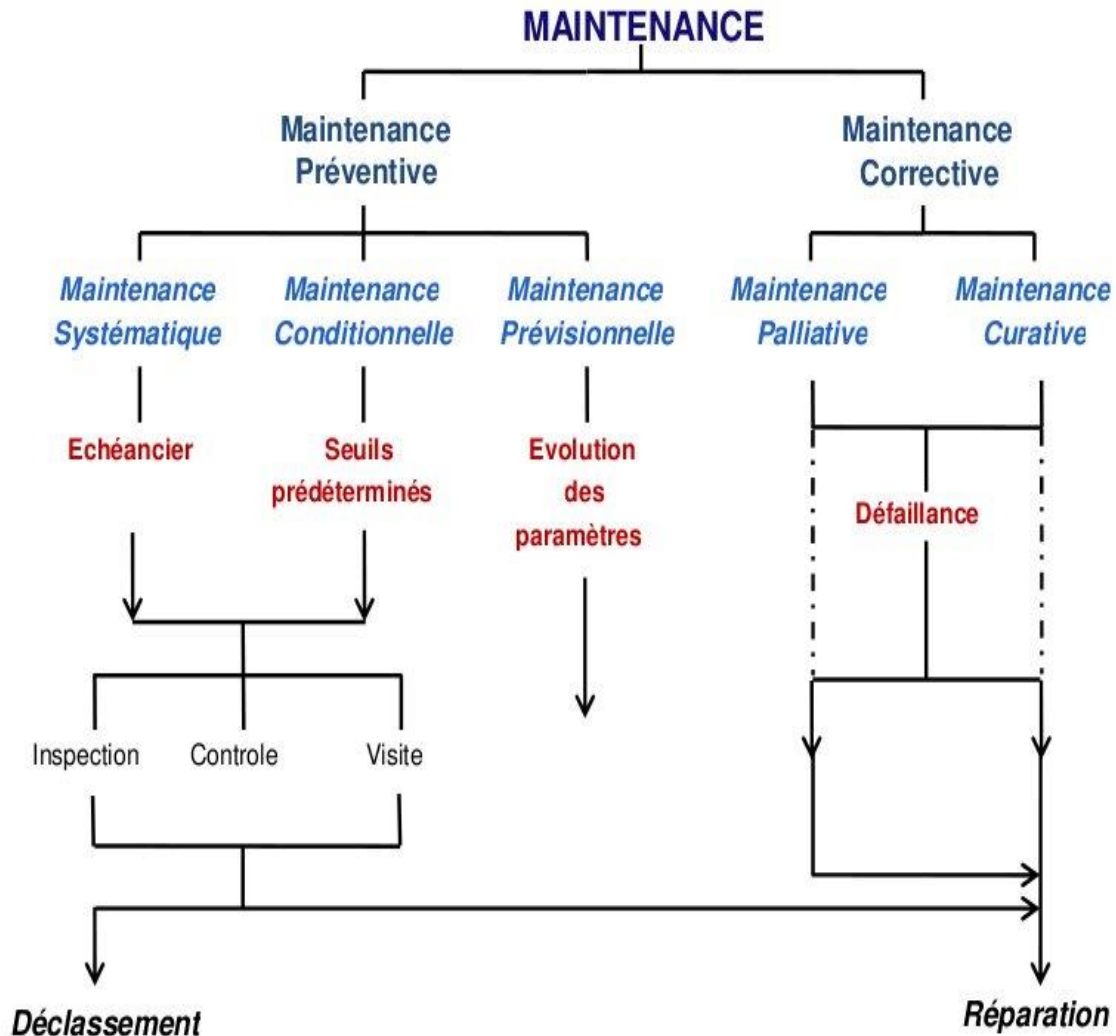 MAINTENANCE
Maintenance
Préventive
Maintenance
Corrective
Maintenance
Systématique
Maintenance
Conditionnelle
Maintenance
Prévisionnelle
Maintenance
Palliative
Maintenance
Curative
Echéancier
Seuils
prédéterminés
Evolution
des
paramètres
Défaillance
Inspection
Controle
Visite
Déclassement
Réparation